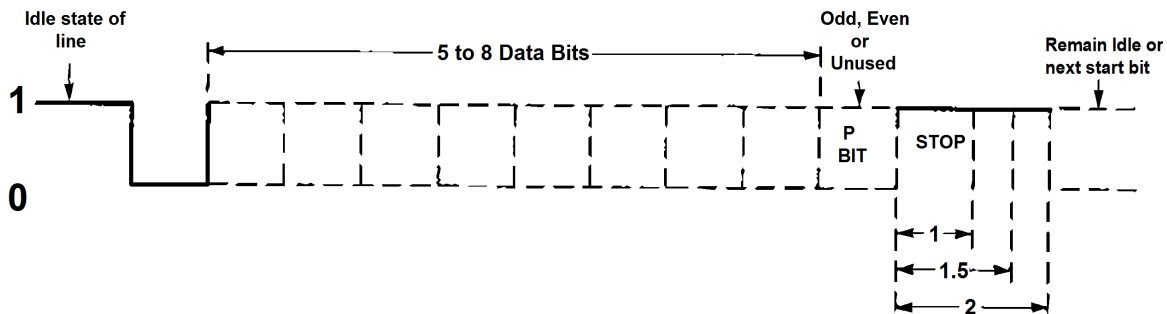 Idle state of
line
5 to 8 Data Bits
Odd, Even
or
Unused
Remain Idle or
next start bit
1
0
P
BIT
STOP
1
1.5
2